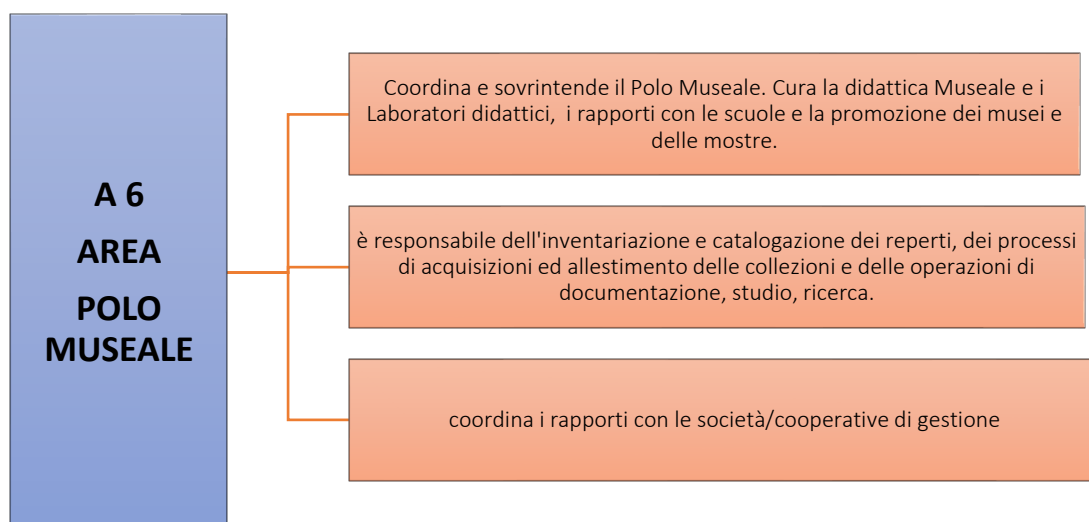 A 6
AREA
POLO
MUSEALE
Coordina e sovrintende il Polo Museale. Cura la didattica Museale e i
Laboratori didattici, i rapporti con le scuole e la promozione dei musei e
delle mostre.
è responsabile dell'inventariazione e catalogazione dei reperti, dei processi
di acquisizioni ed allestimento delle collezioni e delle operazioni di
documentazione, studio, ricerca.
coordina i rapporti con le società/cooperative di gestione